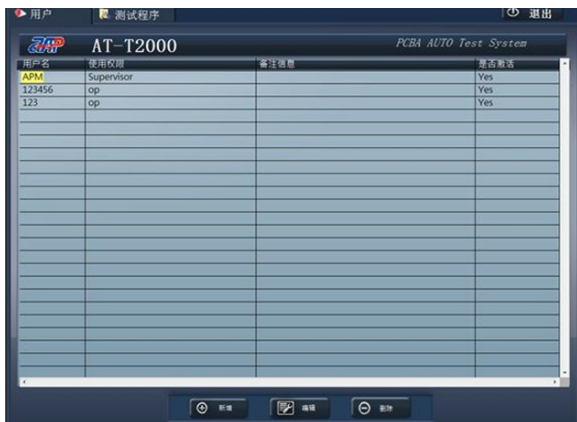 用户 测试程序 退出
AT-T2000 PCBA AUTO Test System
用户名 使用权限 备注信息 是否激活
APM Supervisor Yes
123456 op Yes
123 op Yes
新增 编辑 删除